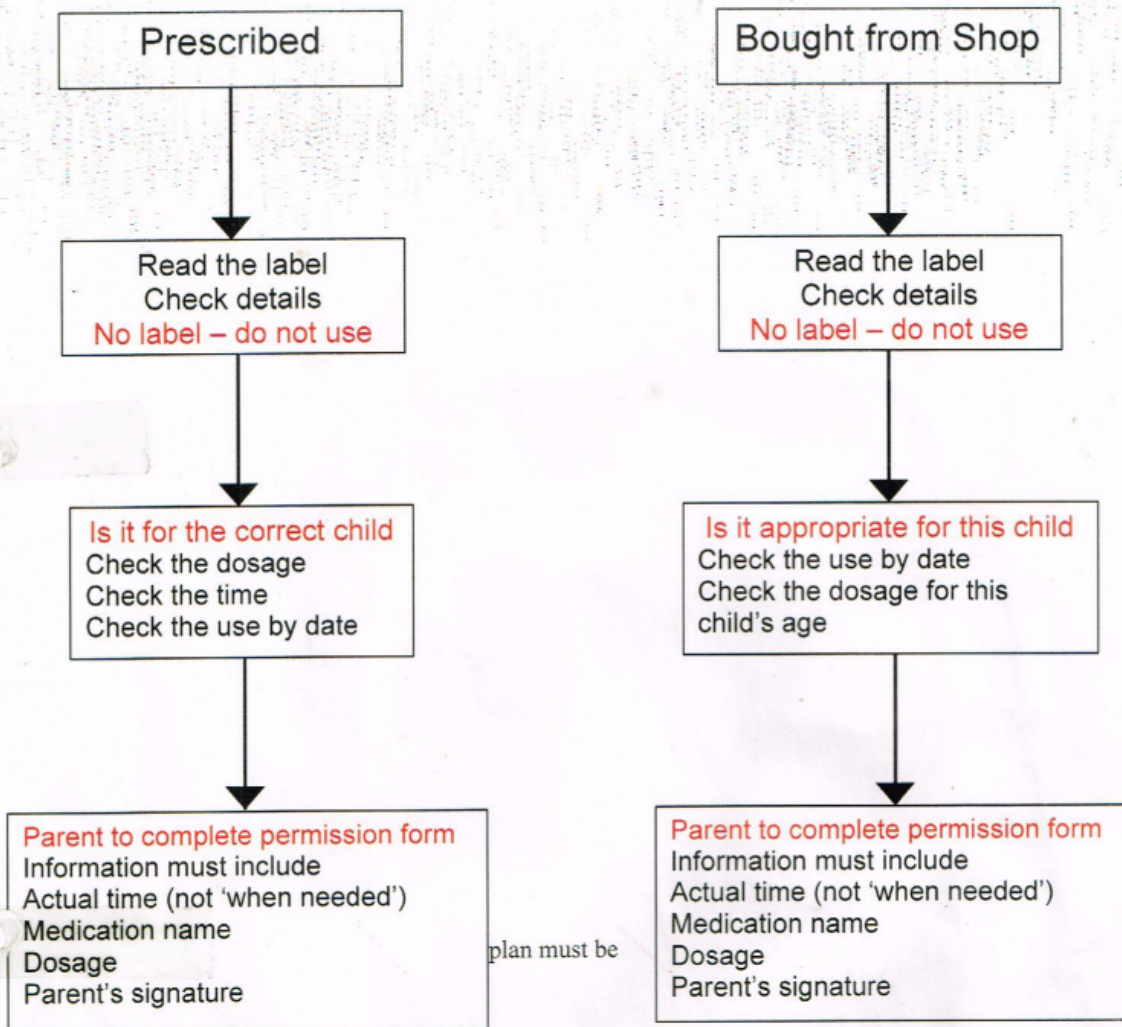 Prescribed
Read the label
Check details
No label – do not use
Is it for the correct child
Check the dosage
Check the time
Check the use by date
Parent to complete permission form
Information must include
Actual time (not ‘when needed’)
Medication name
Dosage
Parent’s signature
plan must be
Bought from Shop
Read the label
Check details
No label – do not use
Is it appropriate for this child
Check the use by date
Check the dosage for this
child’s age
Parent to complete permission form
Information must include
Actual time (not ‘when needed’)
Medication name
Dosage
Parent’s signature